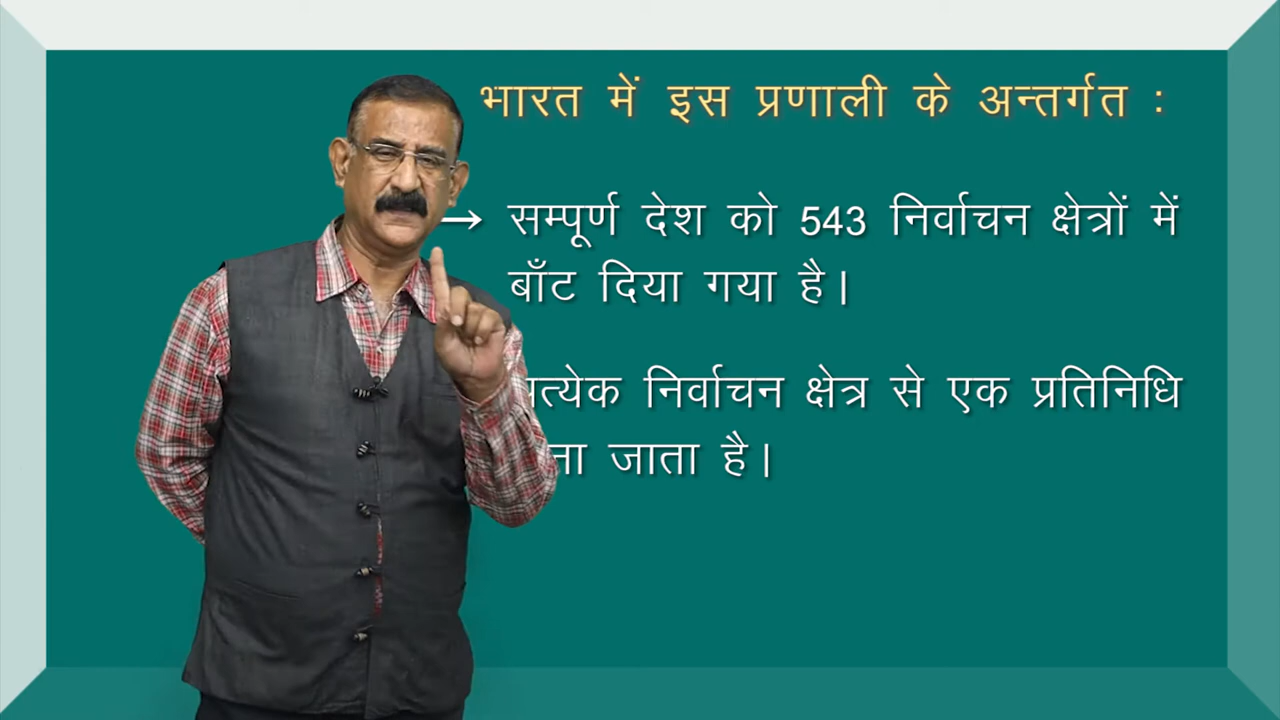 भारत में इस प्रणाली के अन्तर्गत :
→ सम्पूर्ण देश को 543 निर्वाचन क्षेत्रों में
बाँट दिया गया है।
निर्वाचन क्षेत्र से एक प्रतिनिधि
जाता है।